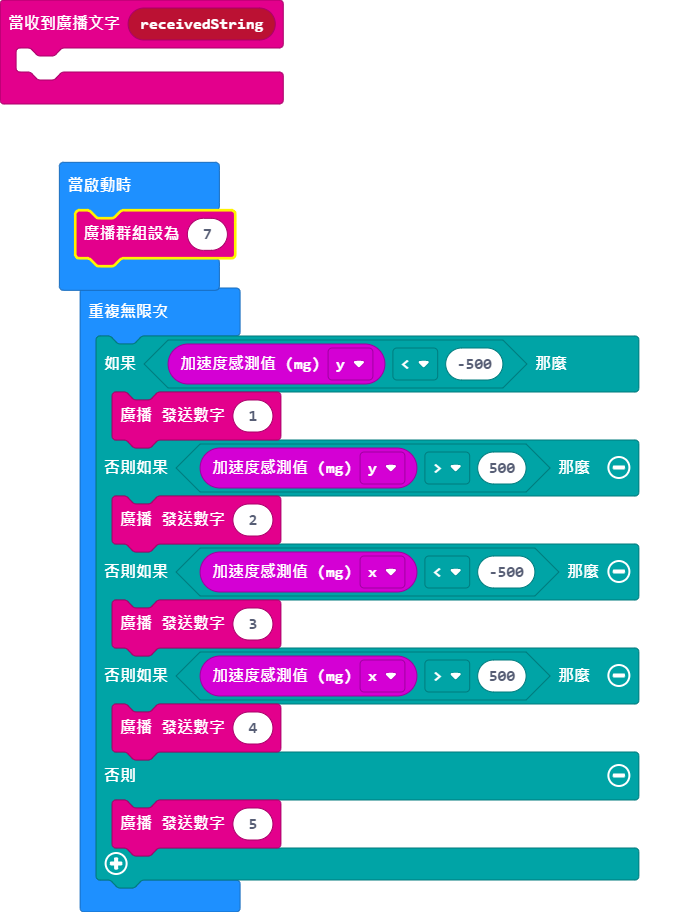 當收到廣播文字 receivedString
當啟動時
廣播群組設為 7
重複無限次
如果 加速度感測值 (mg) y < -500 那麼
廣播 發送數字 1
否則如果 加速度感測值 (mg) y > 500 那麼
廣播 發送數字 2
否則如果 加速度感測值 (mg) x < -500 那麼
廣播 發送數字 3
否則如果 加速度感測值 (mg) x > 500 那麼
廣播 發送數字 4
否則
廣播 發送數字 5